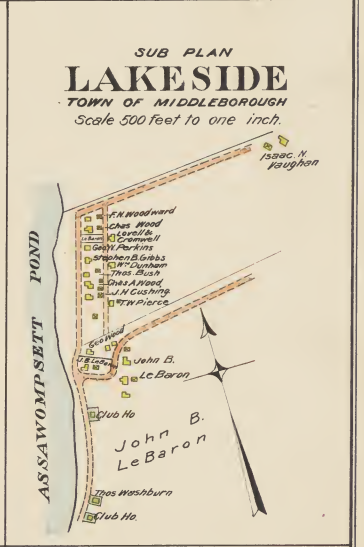 SUB PLAN
LAKESIDE
TOWN OF MIDDLEBOROUGH
Scale 500 feet to one inch.
Isaac. N.
Vaughan
F.N. Woodward
Chas Wood
Lovell &
Cromwell
Le Baron
Geo W. Perkins
Stephen B. Gibbs
Wm Dunham
Thos. Bush
Chas A. Wood
J.H. Cushing
T.W. Pierce
Geo Wood
J.B. LeBaron
John B.
LeBaron
Club Ho
John B.
LeBaron
Thos Washburn
Club Ho.
ASSAWOMPSETT POND